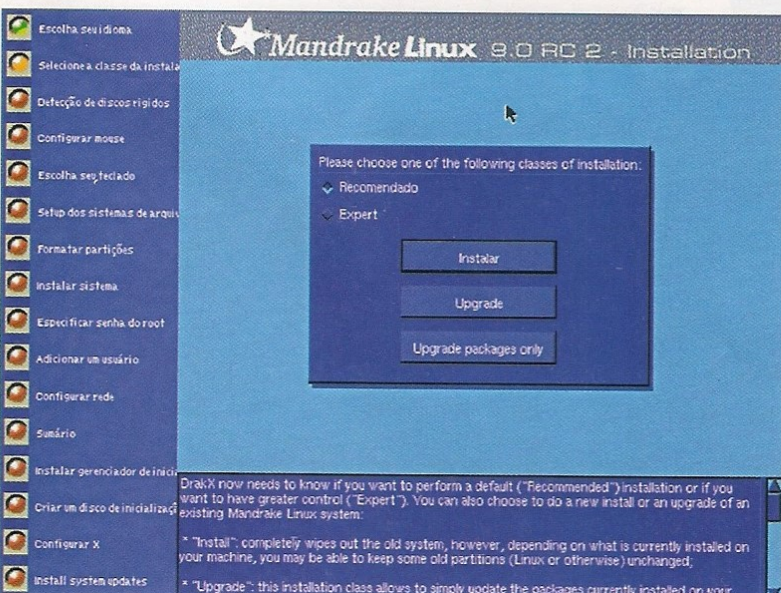 Escolha seu idioma
Selecione a classe da instala
Detecção de discos rígidos
Configurar mouse
Escolha seu teclado
Setup dos sistemas de arquiv
Formatar partições
Instalar sistema
Especificar senha do root
Adicionar um usuário
Configurar rede
Sumário
Instalar gerenciador de inicia
Criar um disco de inicializaçã
Configurar X
Install system updates
Mandrake Linux 9.0 RC 2 - Installation
Please choose one of the following classes of installation:
Recomendado
Expert
Instalar
Upgrade
Upgrade packages only
DrakX now needs to know if you want to perform a default ("Recommended") installation or if you
want to have greater control ("Expert"). You can also choose to do a new install or an upgrade of an
existing Mandrake Linux system:
* "Install": completely wipes out the old system, however, depending on what is currently installed on
your machine, you may be able to keep some old partitions (Linux or otherwise) unchanged;
* "Upgrade": this installation class allows to simply update the packages currently installed on your